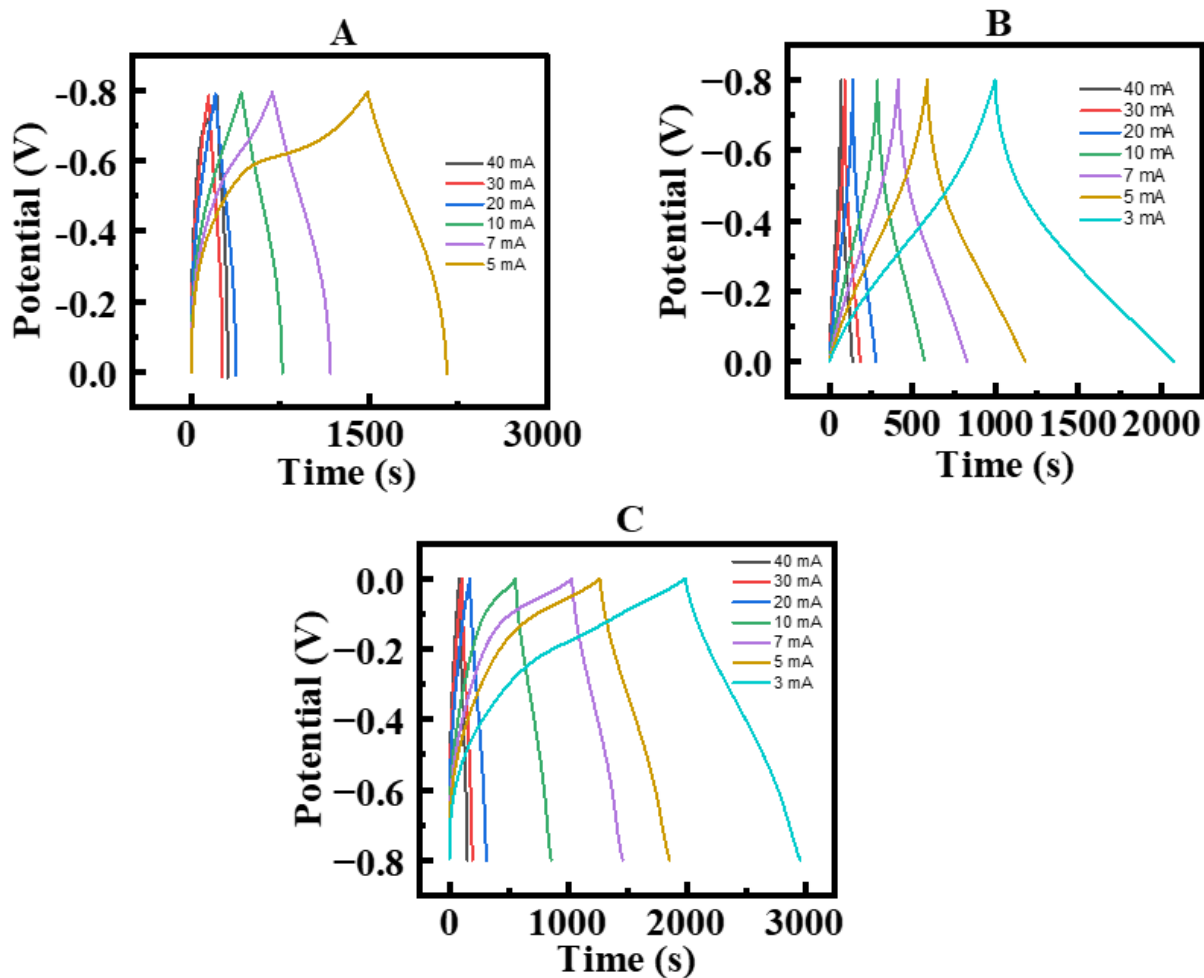 A
Potential (V)
-0.8
-0.6
-0.4
-0.2
0.0
40 mA
30 mA
20 mA
10 mA
7 mA
5 mA
0
1500
3000
Time (s)
B
Potential (V)
−0.8
−0.6
−0.4
−0.2
0.0
40 mA
30 mA
20 mA
10 mA
7 mA
5 mA
3 mA
0
500
1000
1500
2000
Time (s)
C
Potential (V)
0.0
−0.2
−0.4
−0.6
−0.8
40 mA
30 mA
20 mA
10 mA
7 mA
5 mA
3 mA
0
1000
2000
3000
Time (s)